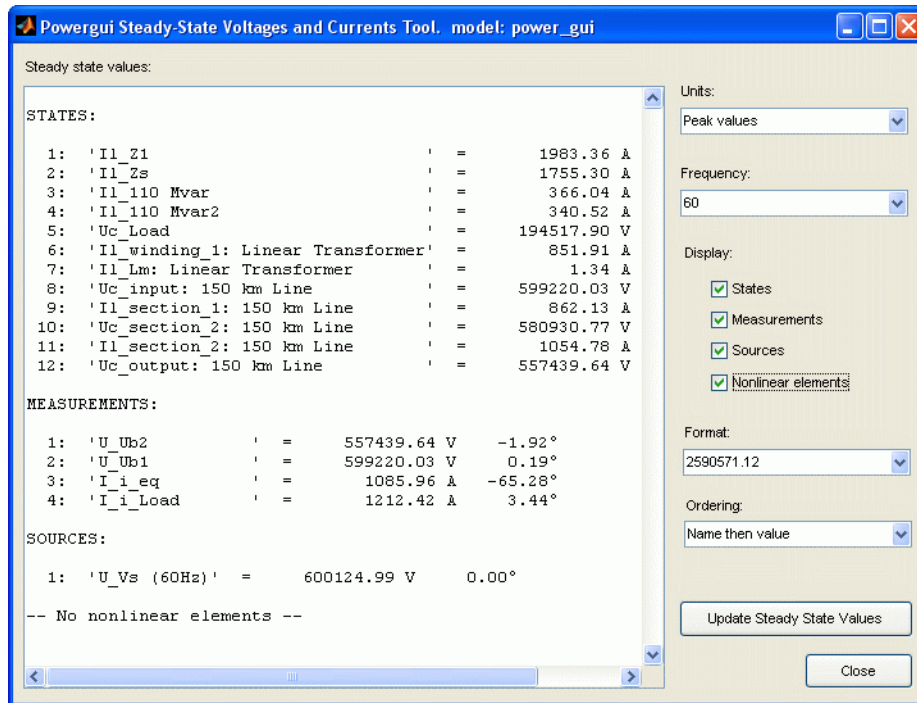 Powergui Steady-State Voltages and Currents Tool. model: power_gui
Steady state values:
STATES:
1: 'Il_Z1 ' = 1983.36 A
2: 'Il_Zs ' = 1755.30 A
3: 'Il_110 Mvar ' = 366.04 A
4: 'Il_110 Mvar2 ' = 340.52 A
5: 'Uc_Load ' = 194517.90 V
6: 'Il_winding_1: Linear Transformer' = 851.91 A
7: 'Il_Lm: Linear Transformer ' = 1.34 A
8: 'Uc_input: 150 km Line ' = 599220.03 V
9: 'Il_section_1: 150 km Line ' = 862.13 A
10: 'Uc_section_2: 150 km Line ' = 580930.77 V
11: 'Il_section_2: 150 km Line ' = 1054.78 A
12: 'Uc_output: 150 km Line ' = 557439.64 V
MEASUREMENTS:
1: 'U_Ub2 ' = 557439.64 V -1.92°
2: 'U_Ub1 ' = 599220.03 V 0.19°
3: 'I_i_eq ' = 1085.96 A -65.28°
4: 'I_i_Load ' = 1212.42 A 3.44°
SOURCES:
1: 'U_Vs (60Hz)' = 600124.99 V 0.00°
-- No nonlinear elements --
Units:
Peak values
Frequency:
60
Display:
States
Measurements
Sources
Nonlinear elements
Format:
2590571.12
Ordering:
Name then value
Update Steady State Values
Close